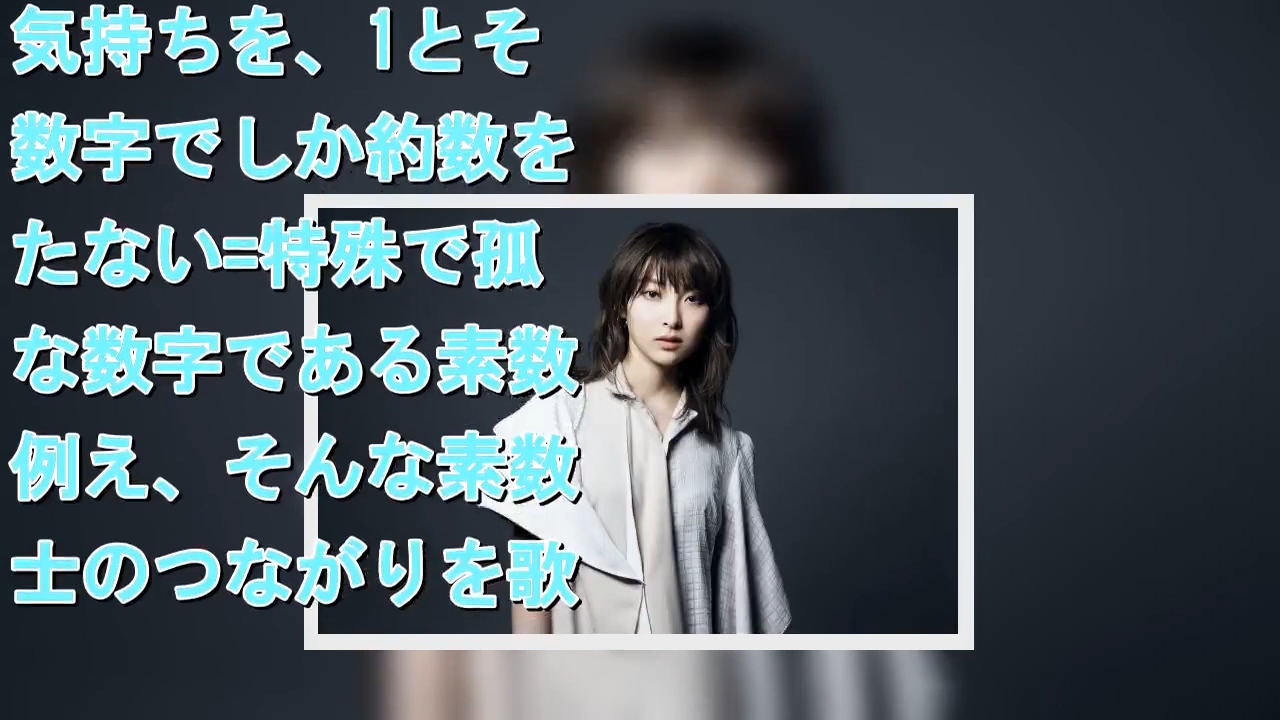 気持ちを、1とそ
数字でしか約数を
たない=特殊で孤
な数字である素数
例え、そんな素数
士のつながりを歌